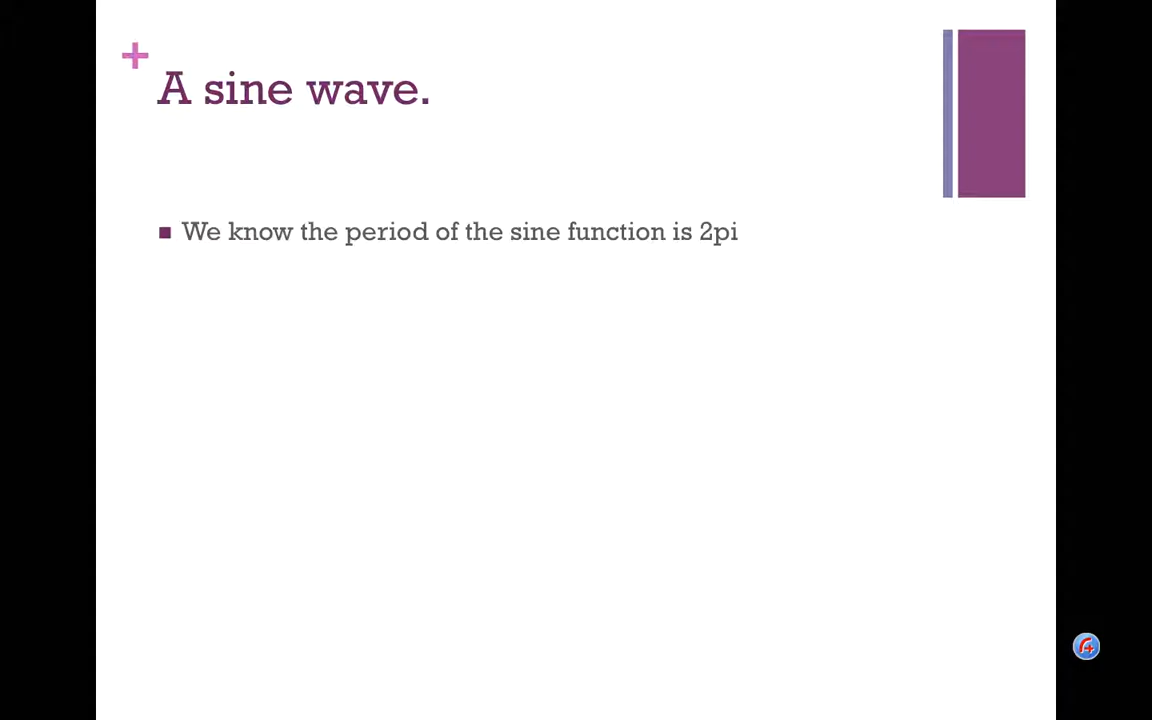 A sine wave.
We know the period of the sine function is 2pi